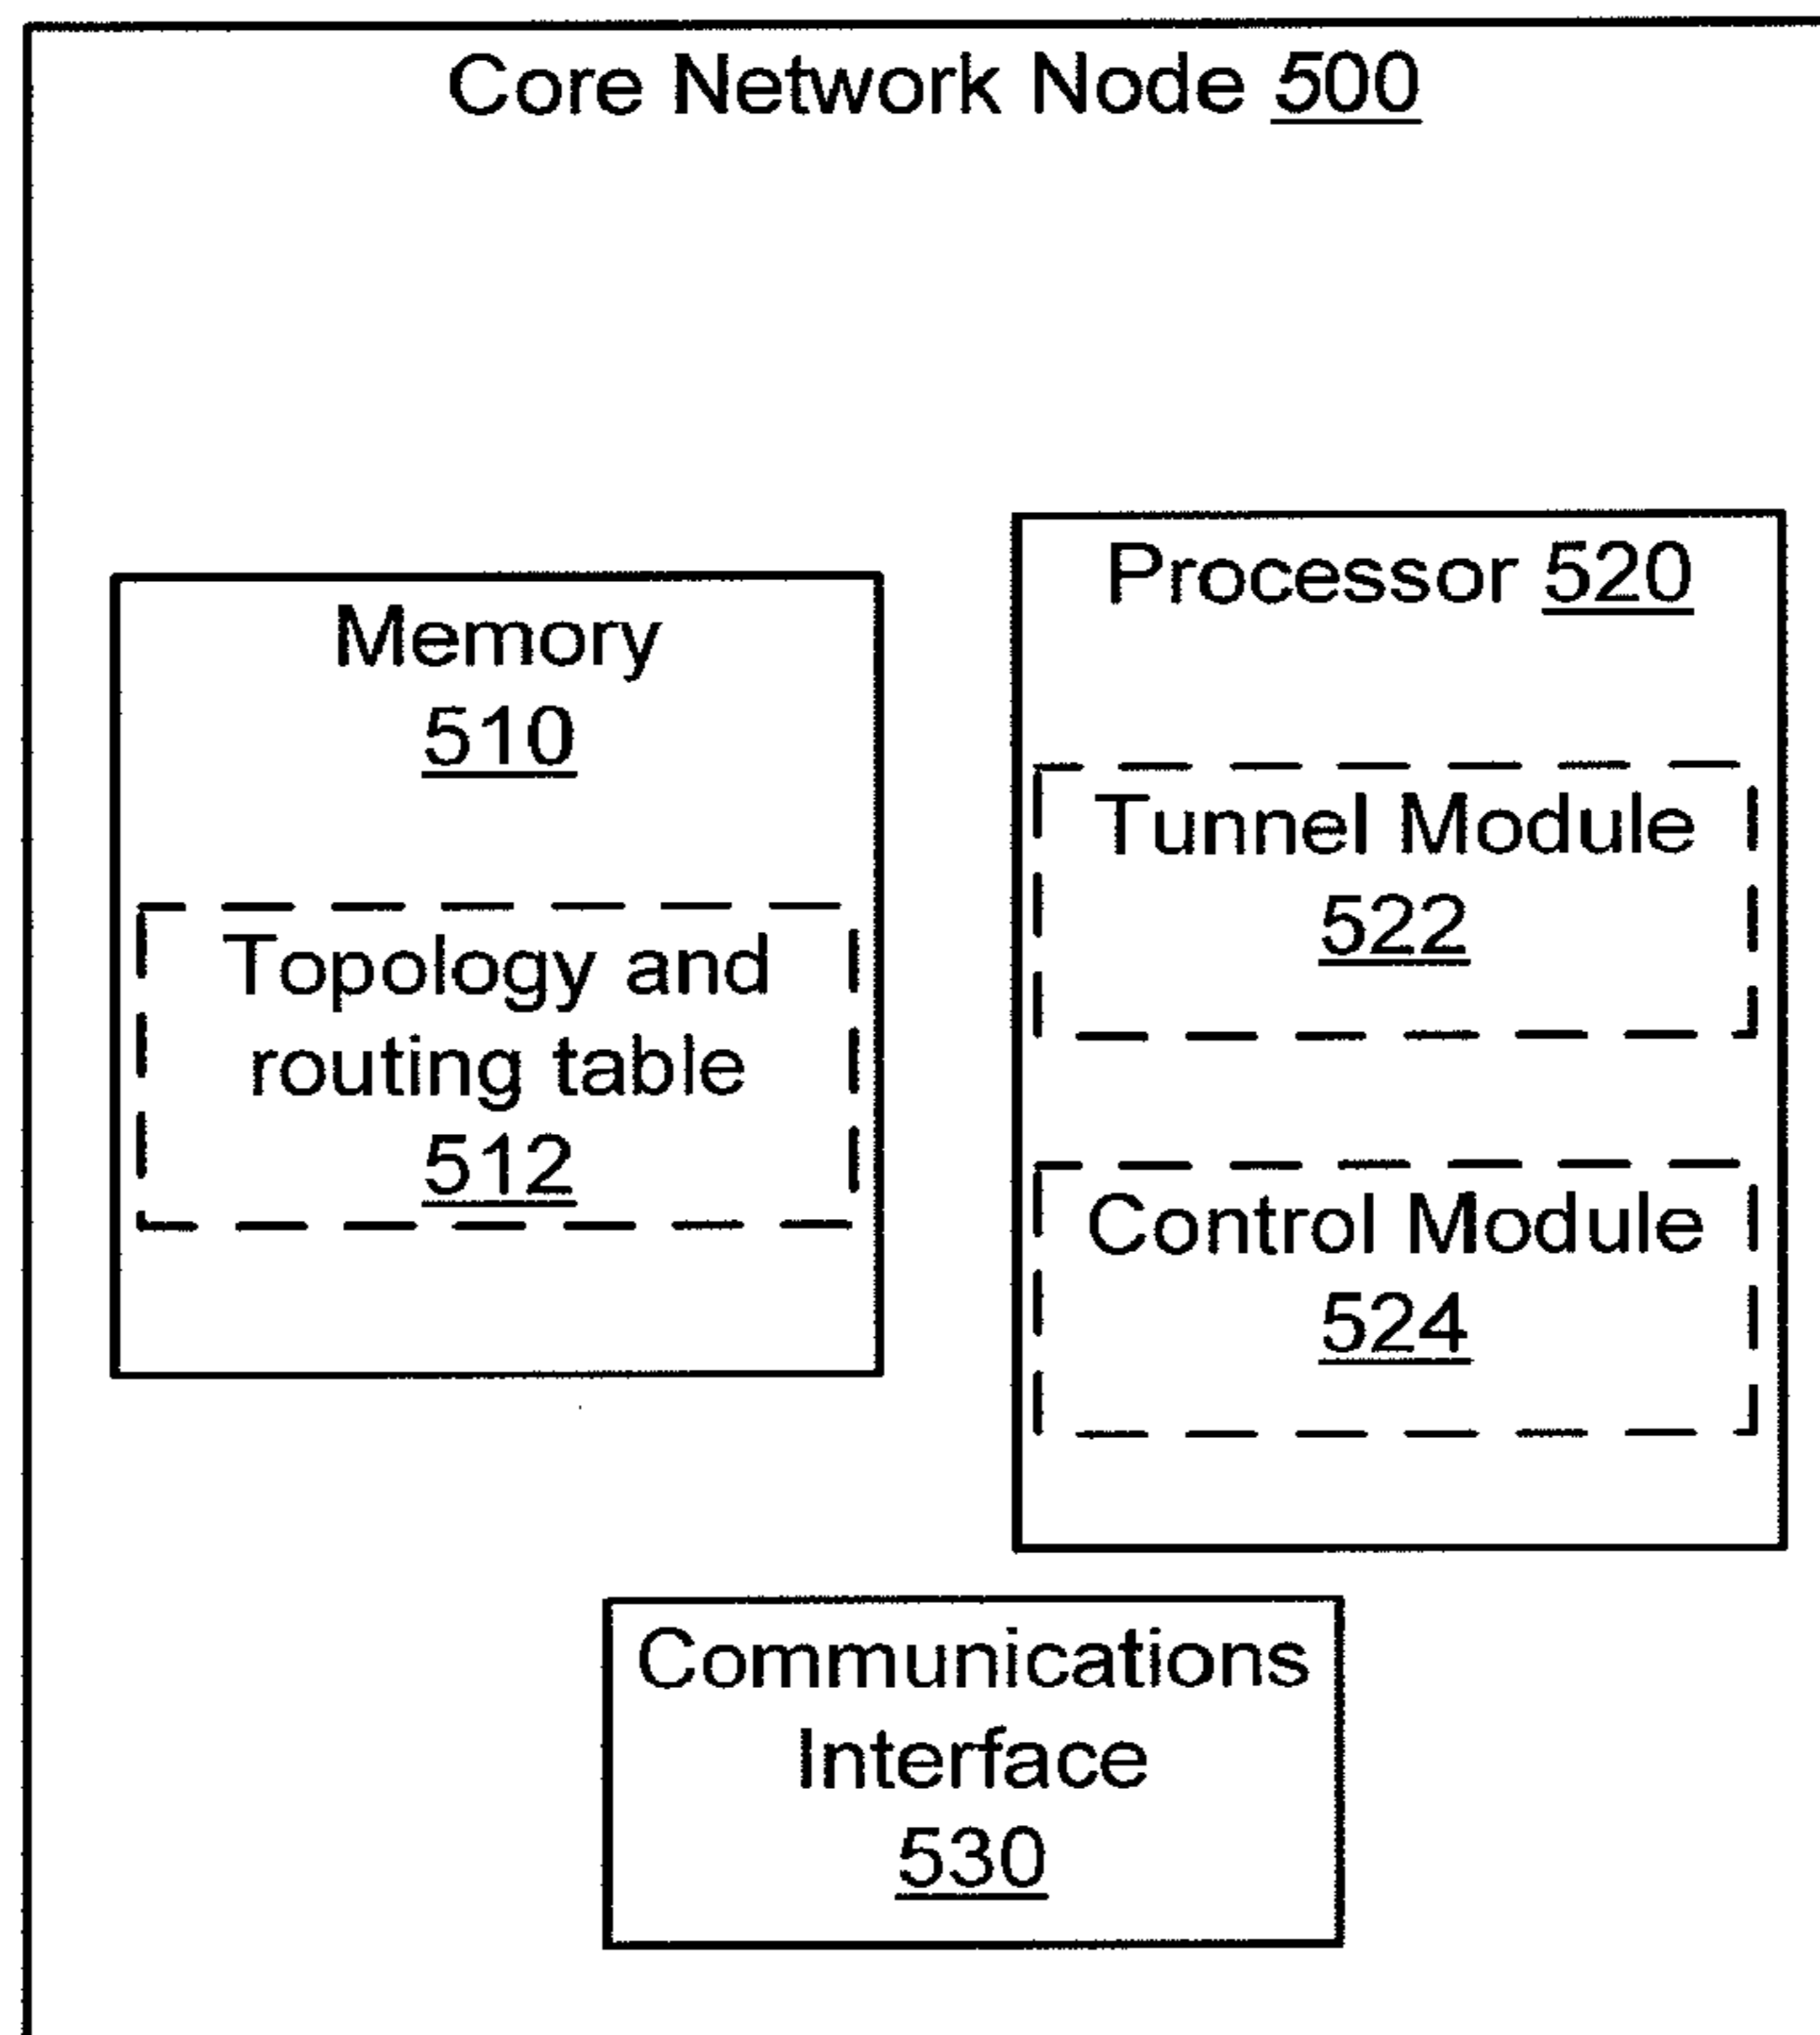 Core Network Node 500
Memory
510
Topology and
routing table
512
Processor 520
Tunnel Module
522
Control Module
524
Communications
Interface
530